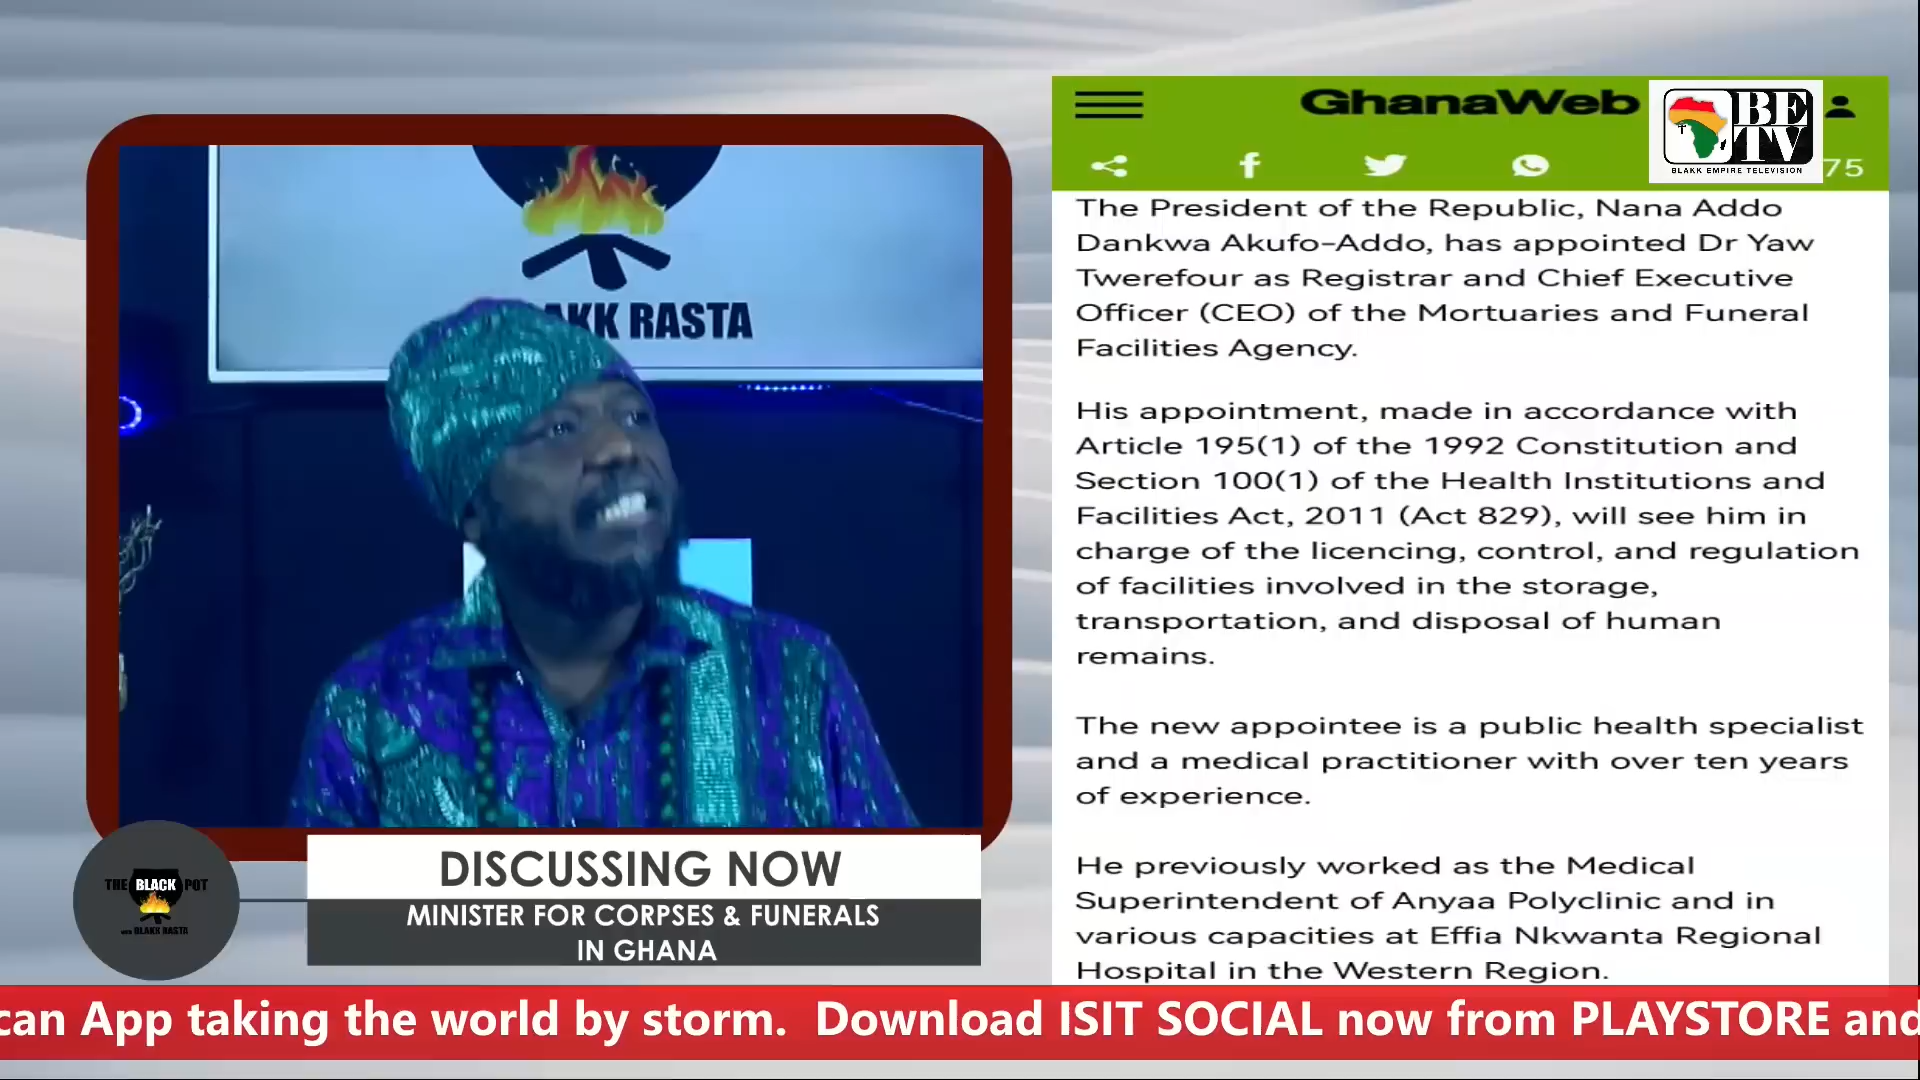 AKK RASTA
THE BLACK POT
WITH BLAKK RASTA
DISCUSSING NOW
MINISTER FOR CORPSES & FUNERALS
IN GHANA
GhanaWeb
BE
TV
BLAKK EMPIRE TELEVISION
75
The President of the Republic, Nana Addo
Dankwa Akufo-Addo, has appointed Dr Yaw
Twerefour as Registrar and Chief Executive
Officer (CEO) of the Mortuaries and Funeral
Facilities Agency.
His appointment, made in accordance with
Article 195(1) of the 1992 Constitution and
Section 100(1) of the Health Institutions and
Facilities Act, 2011 (Act 829), will see him in
charge of the licencing, control, and regulation
of facilities involved in the storage,
transportation, and disposal of human
remains.
The new appointee is a public health specialist
and a medical practitioner with over ten years
of experience.
He previously worked as the Medical
Superintendent of Anyaa Polyclinic and in
various capacities at Effia Nkwanta Regional
Hospital in the Western Region.
can App taking the world by storm. Download ISIT SOCIAL now from PLAYSTORE and